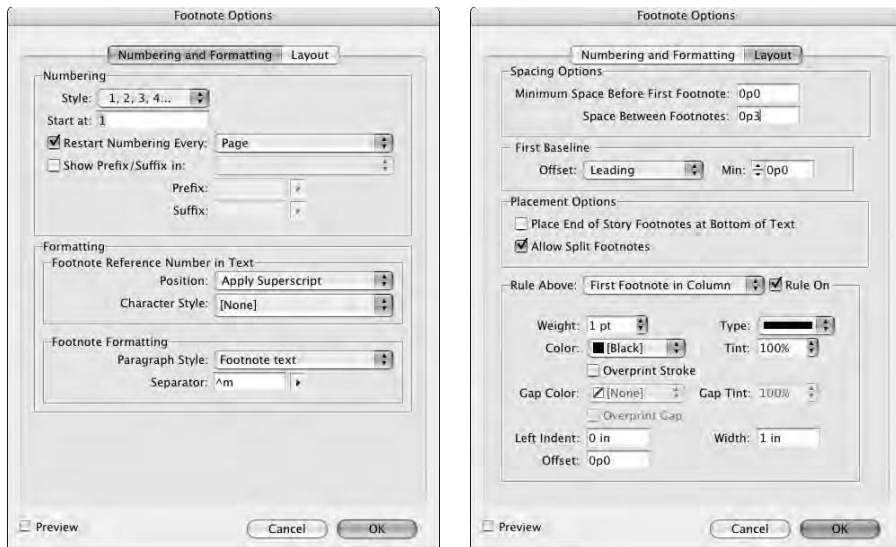 Footnote Options
Numbering and Formatting Layout
Numbering
Style: 1, 2, 3, 4...
Start at: 1
Restart Numbering Every: Page
Show Prefix/Suffix in:
Prefix:
Suffix:
Formatting
Footnote Reference Number in Text
Position: Apply Superscript
Character Style: [None]
Footnote Formatting
Paragraph Style: Footnote text
Separator: ^m
Preview Cancel OK
Footnote Options
Numbering and Formatting Layout
Spacing Options
Minimum Space Before First Footnote: 0p0
Space Between Footnotes: 0p3
First Baseline
Offset: Leading Min: 0p0
Placement Options
Place End of Story Footnotes at Bottom of Text
Allow Split Footnotes
Rule Above: First Footnote in Column Rule On
Weight: 1 pt Type:
Color: [Black] Tint: 100%
Overprint Stroke
Gap Color: [None] Gap Tint: 100%
Overprint Gap
Left Indent: 0 in Width: 1 in
Offset: 0p0
Preview Cancel OK